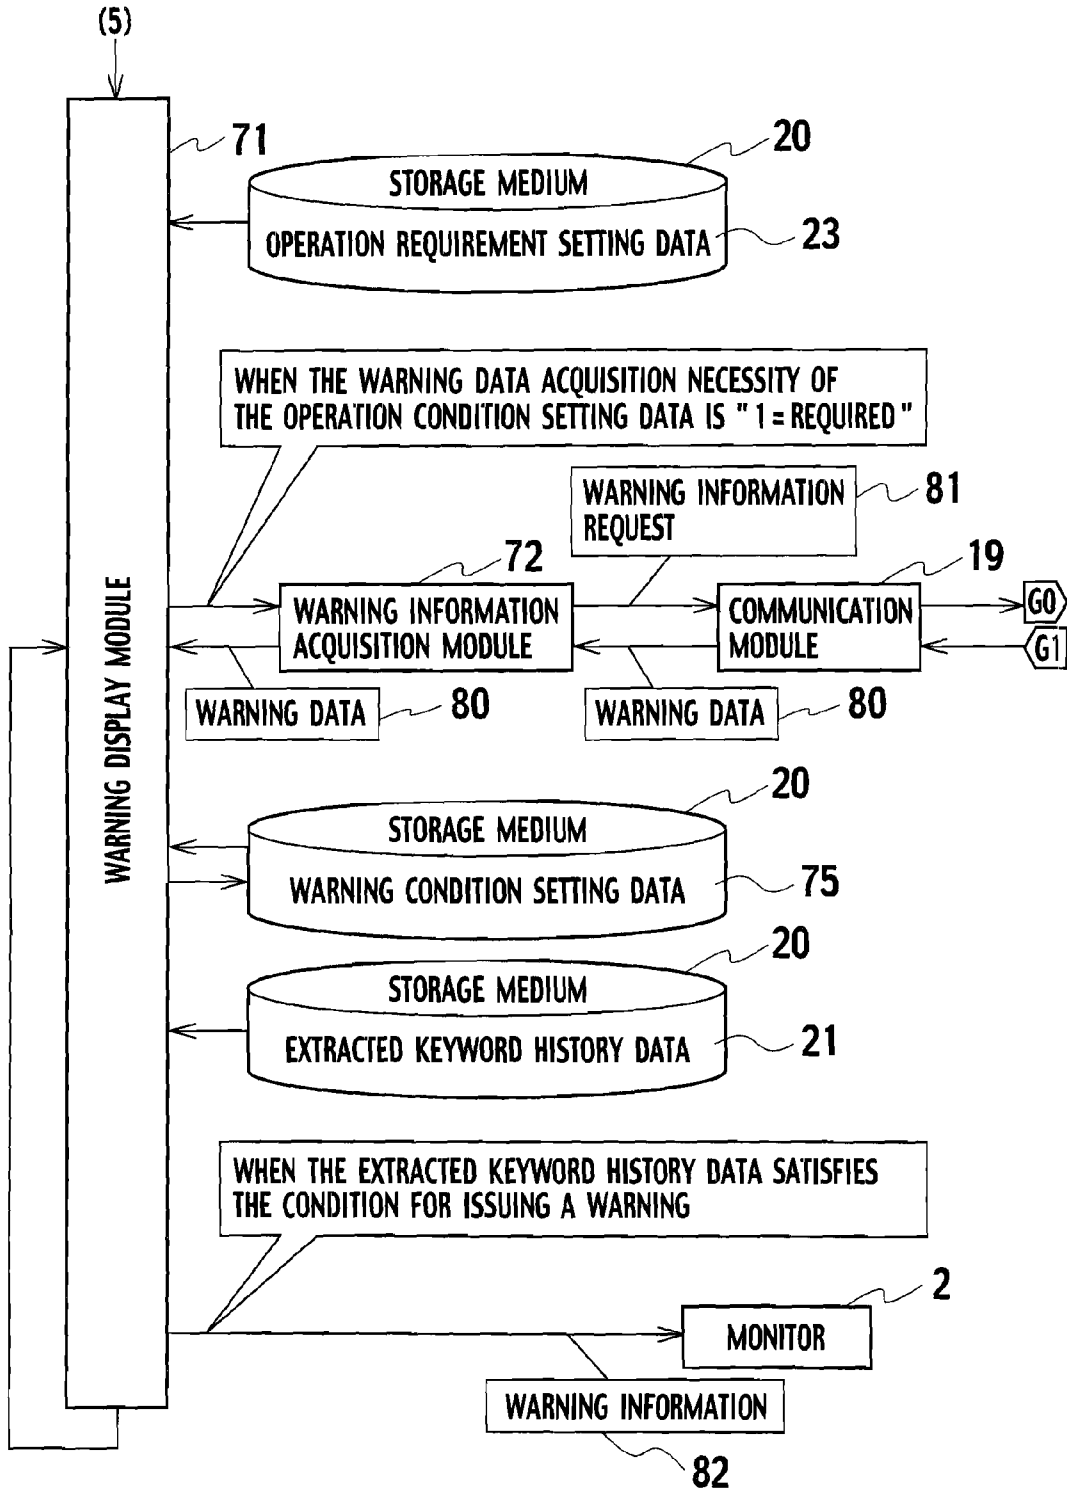 (5)
71
20
STORAGE MEDIUM
OPERATION REQUIREMENT SETTING DATA
23
WHEN THE WARNING DATA ACQUISITION NECESSITY OF
THE OPERATION CONDITION SETTING DATA IS "1=REQUIRED"
WARNING INFORMATION
REQUEST
81
72
19
WARNING INFORMATION
ACQUISITION MODULE
COMMUNICATION
MODULE
G0
G1
WARNING DATA
80
WARNING DATA
80
WARNING DISPLAY MODULE
20
STORAGE MEDIUM
WARNING CONDITION SETTING DATA
75
20
STORAGE MEDIUM
EXTRACTED KEYWORD HISTORY DATA
21
WHEN THE EXTRACTED KEYWORD HISTORY DATA SATISFIES
THE CONDITION FOR ISSUING A WARNING
2
MONITOR
WARNING INFORMATION
82